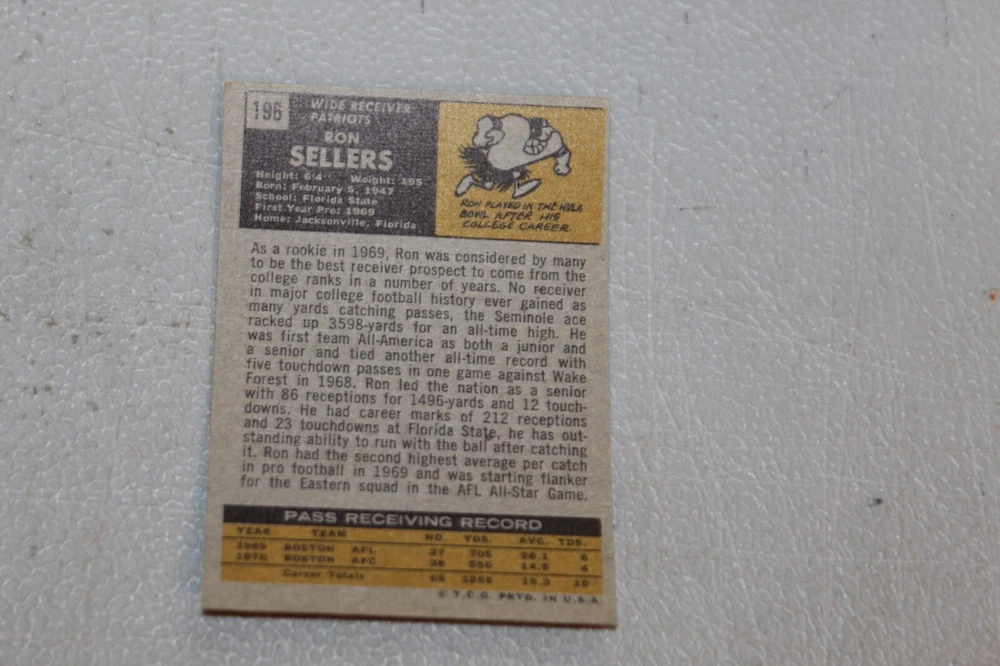 196
WIDE RECEIVER
PATRIOTS
RON
SELLERS
Height: 6'4" Weight: 195
Born: February 5, 1947
School: Florida State
First Year Pro: 1969
Home: Jacksonville, Florida
RON PLAYED IN THE HULA
BOWL AFTER HIS
COLLEGE CAREER.
As a rookie in 1969, Ron was considered by many
to be the best receiver prospect to come from the
college ranks in a number of years. No receiver
in major college football history ever gained as
many yards catching passes, the Seminole ace
racked up 3598-yards for an all-time high. He
was first team All-America as both a junior and
a senior and tied another all-time record with
five touchdown passes in one game against Wake
Forest in 1968. Ron led the nation as a senior
with 86 receptions for 1496-yards and 12 touch-
downs. He had career marks of 212 receptions
and 23 touchdowns at Florida State, he has out-
standing ability to run with the ball after catching
it. Ron had the second highest average per catch
in pro football in 1969 and was starting flanker
for the Eastern squad in the AFL All-Star Game.
PASS RECEIVING RECORD
YEAR TEAM NO. YDS. AVG. TDS.
1969 BOSTON AFL 27 705 26.1 6
1970 BOSTON AFC 38 550 14.5 4
Career Totals 65 1255 19.3 10
© T.C.G. PRTD. IN U.S.A.